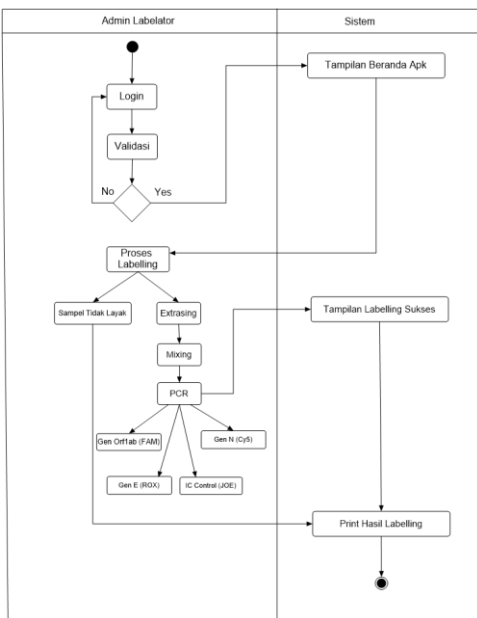 Admin Labelator
Sistem
Tampilan Beranda Apk
Login
Validasi
No
Yes
Proses
Labelling
Sampel Tidak Layak
Extrasing
Tampilan Labelling Sukses
Mixing
PCR
Gen Orf1ab (FAM)
Gen N (Cy5)
Gen E (ROX)
IC Control (JOE)
Print Hasil Labelling